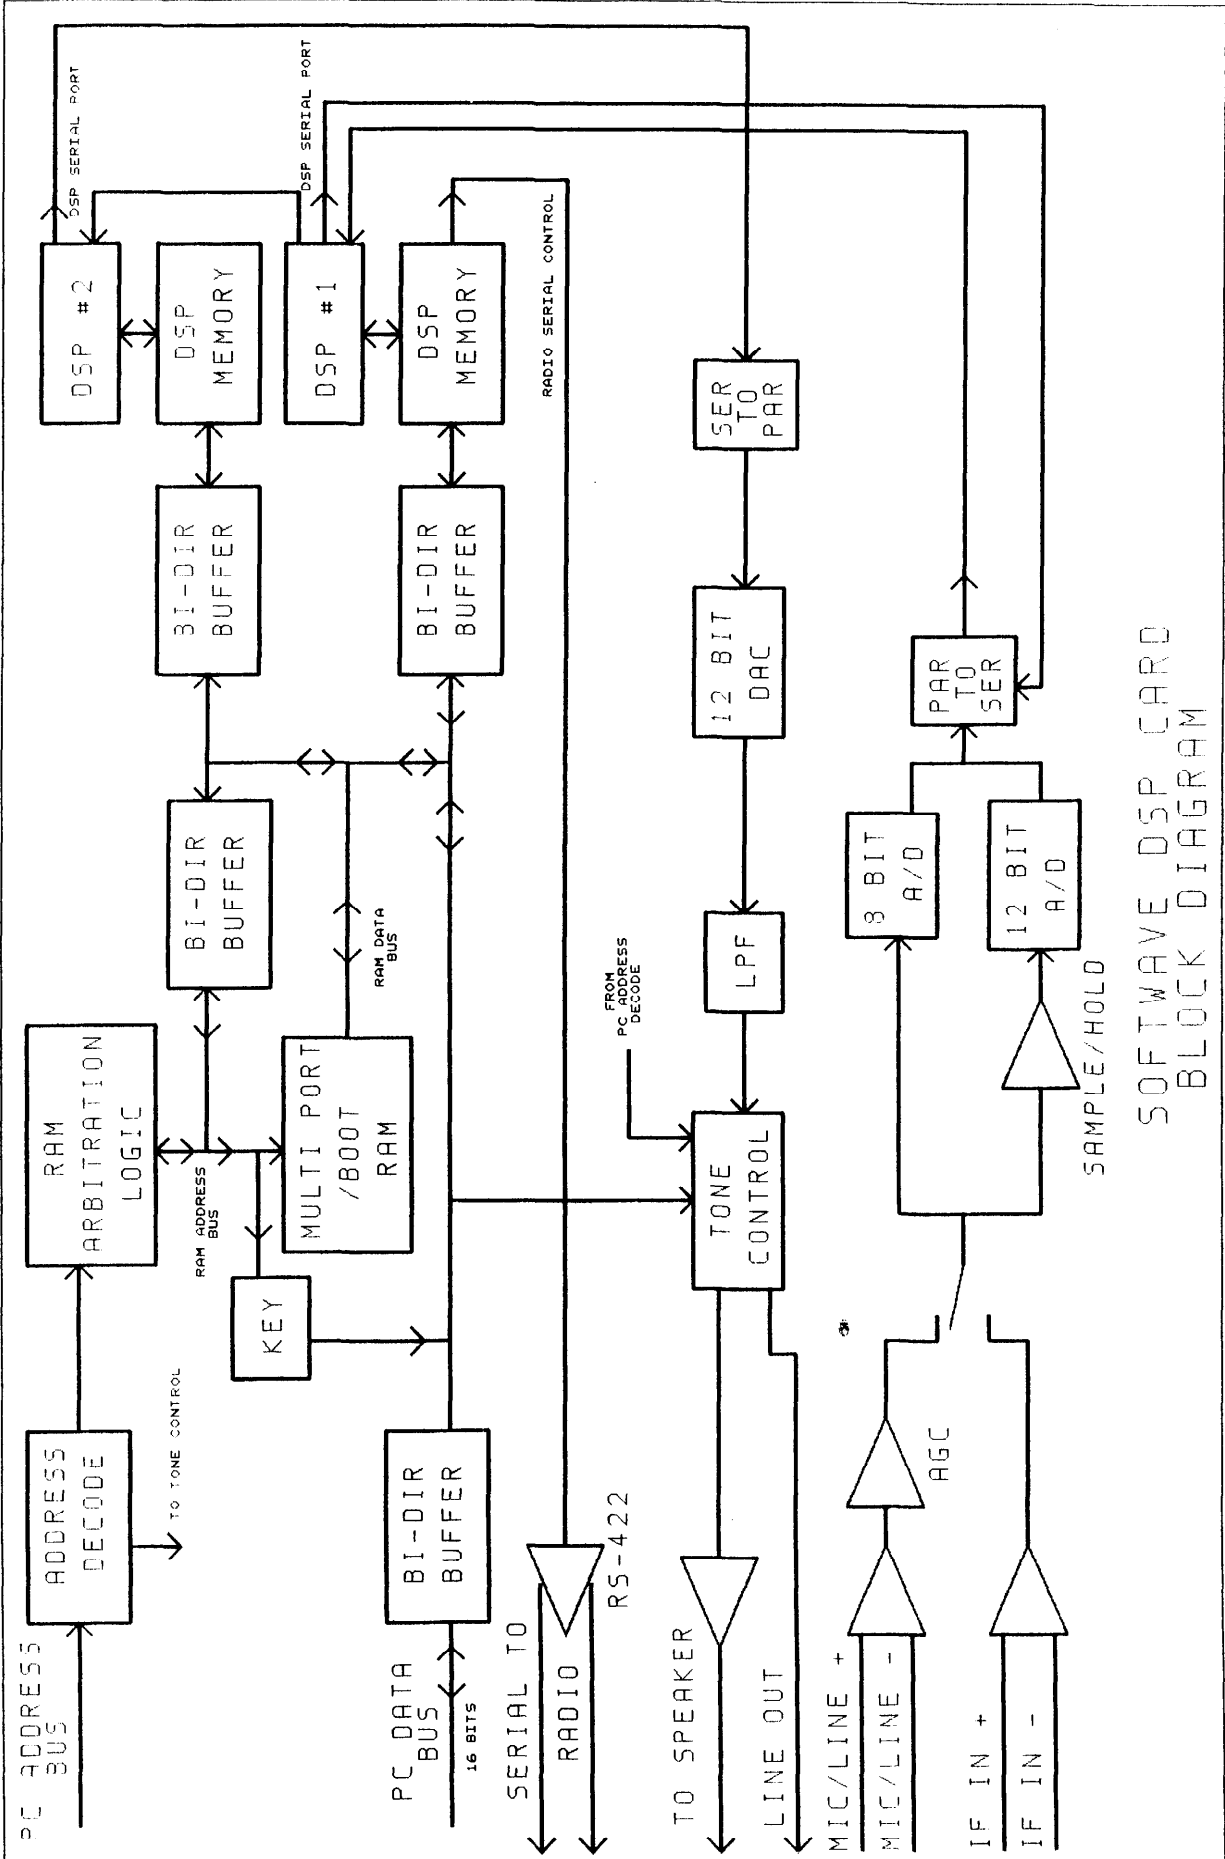 PC ADDRESS
BUS
ADDRESS
DECODE
TO TONE CONTROL
RAM
ARBITRATION
LOGIC
RAM ADDRESS
BUS
KEY
MULTI PORT
/BOOT
RAM
BI-DIR
BUFFER
RAM DATA
BUS
BI-DIR
BUFFER
DSP #2
DSP
MEMORY
DSP SERIAL PORT
BI-DIR
BUFFER
DSP #1
DSP
MEMORY
DSP SERIAL PORT
PC DATA
BUS
16 BITS
BI-DIR
BUFFER
SERIAL TO
RADIO
RS-422
RADIO SERIAL CONTROL
TO SPEAKER
LINE OUT
TONE
CONTROL
FROM
PC ADDRESS
DECODE
LPF
12 BIT
DAC
SER
TO
PAR
MIC/LINE +
MIC/LINE -
AGC
IF IN +
IF IN -
8 BIT
A/D
12 BIT
A/D
SAMPLE/HOLD
PAR
TO
SER
SOFTWAVE DSP CARD
BLOCK DIAGRAM